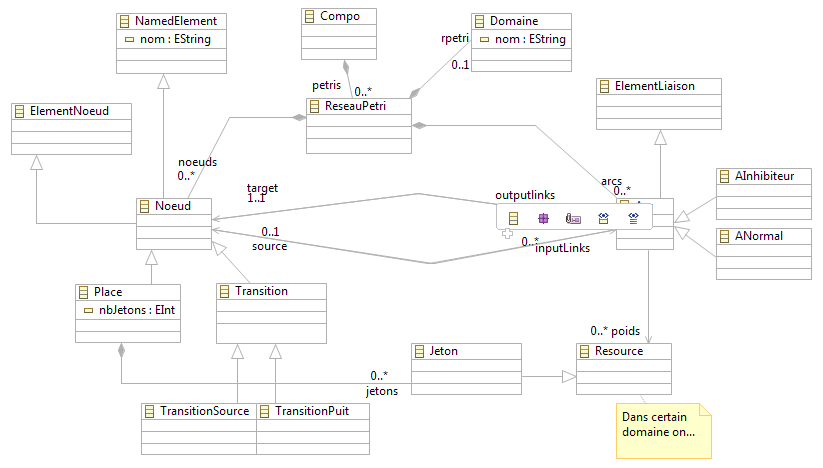 NamedElement
nom : EString
Compo
Domaine
nom : EString
rpetri
0..1
petris
0..*
ElementNoeud
ReseauPetri
ElementLiaison
noeuds
0..*
target
1..1
outputlinks
arcs
0..*
AInhibiteur
Noeud
0..1
source
0..*
inputLinks
ANormal
Place
nbJetons : EInt
Transition
0..* poids
Jeton
Resource
0..*
jetons
TransitionSource
TransitionPuit
Dans certain
domaine on...